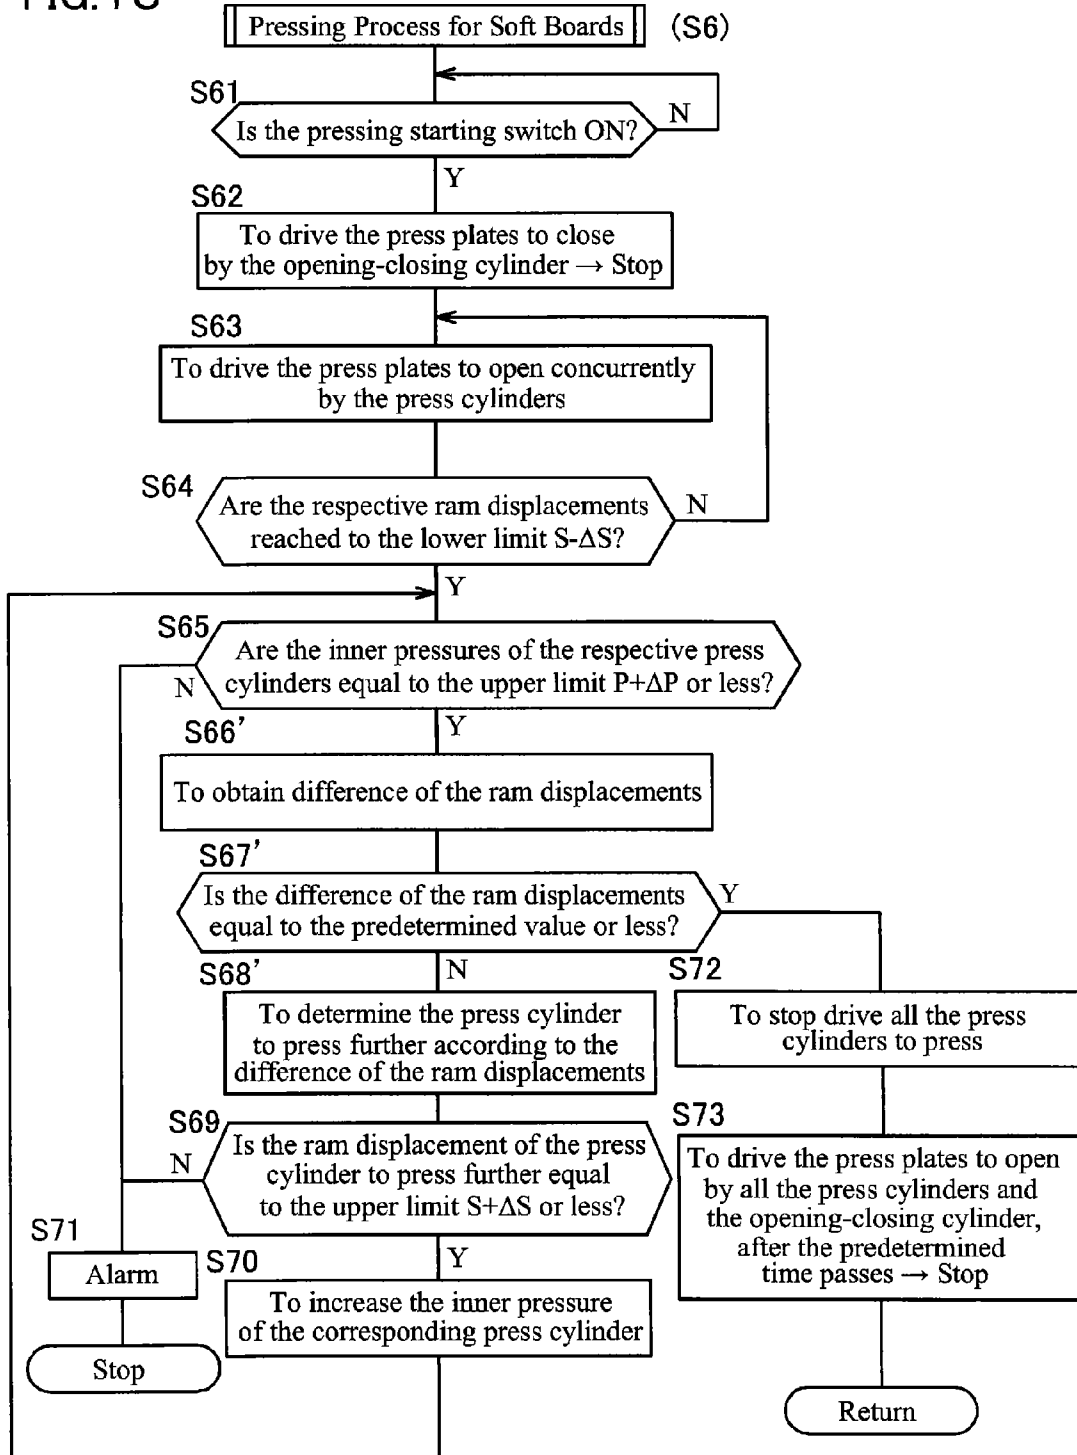 Pressing Process for Soft Boards (S6)
S61
Is the pressing starting switch ON?
N
Y
S62
To drive the press plates to close
by the opening-closing cylinder → Stop
S63
To drive the press plates to open concurrently
by the press cylinders
S64
Are the respective ram displacements
reached to the lower limit S-ΔS?
N
Y
S65
Are the inner pressures of the respective press
cylinders equal to the upper limit P+ΔP or less?
N
Y
S66’
To obtain difference of the ram displacements
S67’
Is the difference of the ram displacements
equal to the predetermined value or less?
Y
N
S68’
To determine the press cylinder
to press further according to the
difference of the ram displacements
S72
To stop drive all the press
cylinders to press
S69
Is the ram displacement of the press
cylinder to press further equal
to the upper limit S+ΔS or less?
N
Y
S73
To drive the press plates to open
by all the press cylinders and
the opening-closing cylinder,
after the predetermined
time passes → Stop
S71
Alarm
S70
To increase the inner pressure
of the corresponding press cylinder
Stop
Return